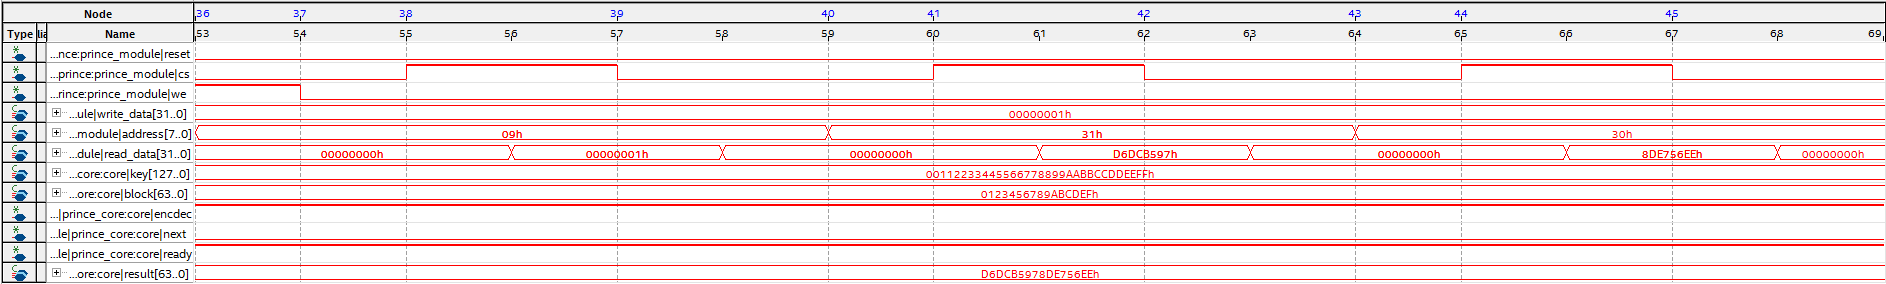 Node 36 37 38 39 40 41 42 43 44 45
Type lia Name 53 54 55 56 57 58 59 60 61 62 63 64 65 66 67 68 69
...nce:prince_module|reset
...prince:prince_module|cs
...rince:prince_module|we
...ule|write_data[31..0] 00000001h
...module|address[7..0] 09h 31h 30h
...dule|read_data[31..0] 00000000h 00000001h 00000000h D6DCB597h 00000000h 8DE756EEh 00000000h
...core:core|key[127..0] 00112233445566778899AABBCCDDEEFFh
...ore:core|block[63..0] 0123456789ABCDEFh
...|prince_core:core|encdec
...le|prince_core:core|next
...le|prince_core:core|ready
...ore:core|result[63..0] D6DCB5978DE756EEh